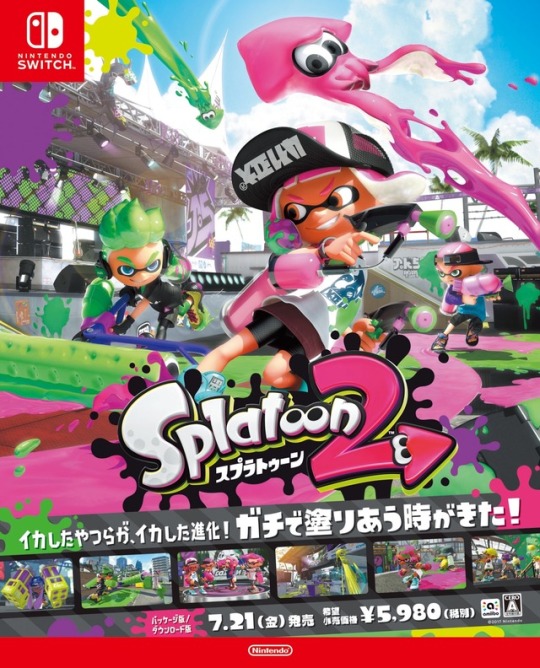 NINTENDO
SWITCH
Splatoon 2
スプラトゥーン
イカしたやつらが、イカした進化! ガチで塗りあう時がきた!
パッケージ版/
ダウンロード版
7.21(金)発売
希望
小売価格
¥5,980(税別)
CERO
A
©2017 Nintendo
Nintendo